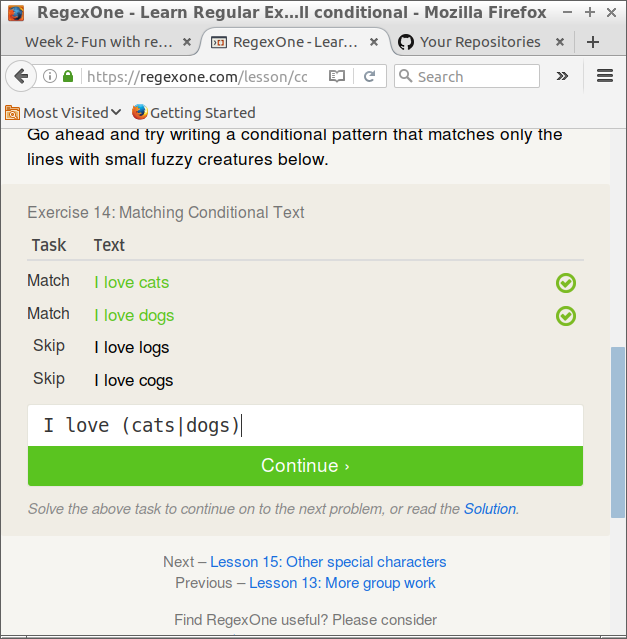 RegexOne - Learn Regular Ex...ll conditional - Mozilla Firefox
Week 2- Fun with re... × RegexOne - Lear... × Your Repositories × +
https://regexone.com/lesson/cc Search »
Most Visited Getting Started
Go ahead and try writing a conditional pattern that matches only the
lines with small fuzzy creatures below.
Exercise 14: Matching Conditional Text
Task Text
Match I love cats
Match I love dogs
Skip I love logs
Skip I love cogs
I love (cats|dogs)
Continue ›
Solve the above task to continue on to the next problem, or read the Solution.
Next – Lesson 15: Other special characters
Previous – Lesson 13: More group work
Find RegexOne useful? Please consider